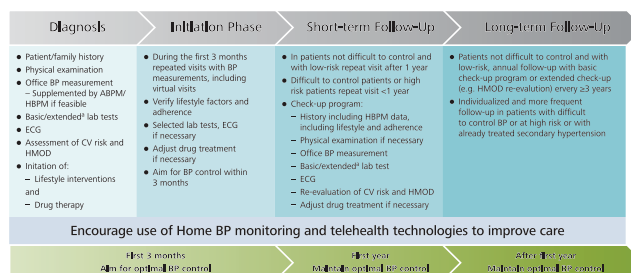 Diagnosis
Initiation Phase
Short-term Follow-Up
Long-term Follow-Up
• Patient/family history
• Physical examination
• Office BP measurement
– Supplemented by ABPM/
HBPM if feasible
• Basic/extendedᵃ lab tests
• ECG
• Assessment of CV risk and
HMOD
• Initation of:
– Lifestyle interventions
and
– Drug therapy
• During the first 3 months
repeated visits with BP
measurements, including
virtual visits
• Verify lifestyle factors and
adherence
• Selected lab tests, ECG
if necessary
• Adjust drug treatment
if necessary
• Aim for BP control within
3 months
• In patients not difficult to control and
with low-risk repeat visit after 1 year
• Difficult to control patients or high
risk patients repeat visit <1 year
• Check-up program:
– History including HBPM data,
including lifestyle and adherence
– Physical examination if necessary
– Office BP measurement
– Basic/extendedᵃ lab test
– ECG
– Re-evaluation of CV risk and HMOD
– Adjust drug treatment if necessary
• Patients not difficult to control and with
low-risk, annual follow-up with basic
check-up program or extended check-up
(e.g. HMOD re-evalution) every ≥3 years
• Individualized and more frequent
follow-up in patients with difficult
to control BP or at high risk or with
already treated secondary hypertension
Encourage use of Home BP monitoring and telehealth technologies to improve care
First 3 months
Aim for optimal BP control
First year
Maintain optimal BP control
After first year
Maintain optimal BP control